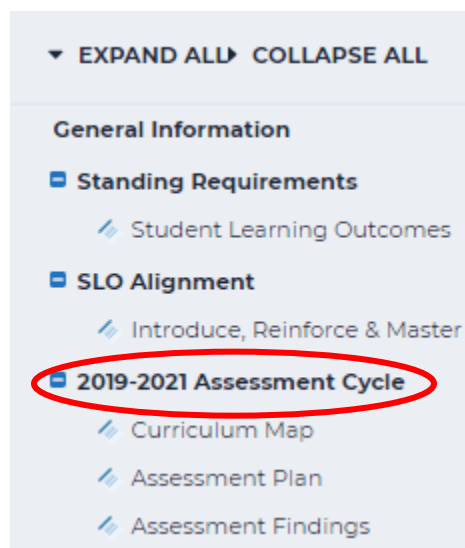 EXPAND ALL COLLAPSE ALL
General Information
Standing Requirements
Student Learning Outcomes
SLO Alignment
Introduce, Reinforce & Master
2019-2021 Assessment Cycle
Curriculum Map
Assessment Plan
Assessment Findings